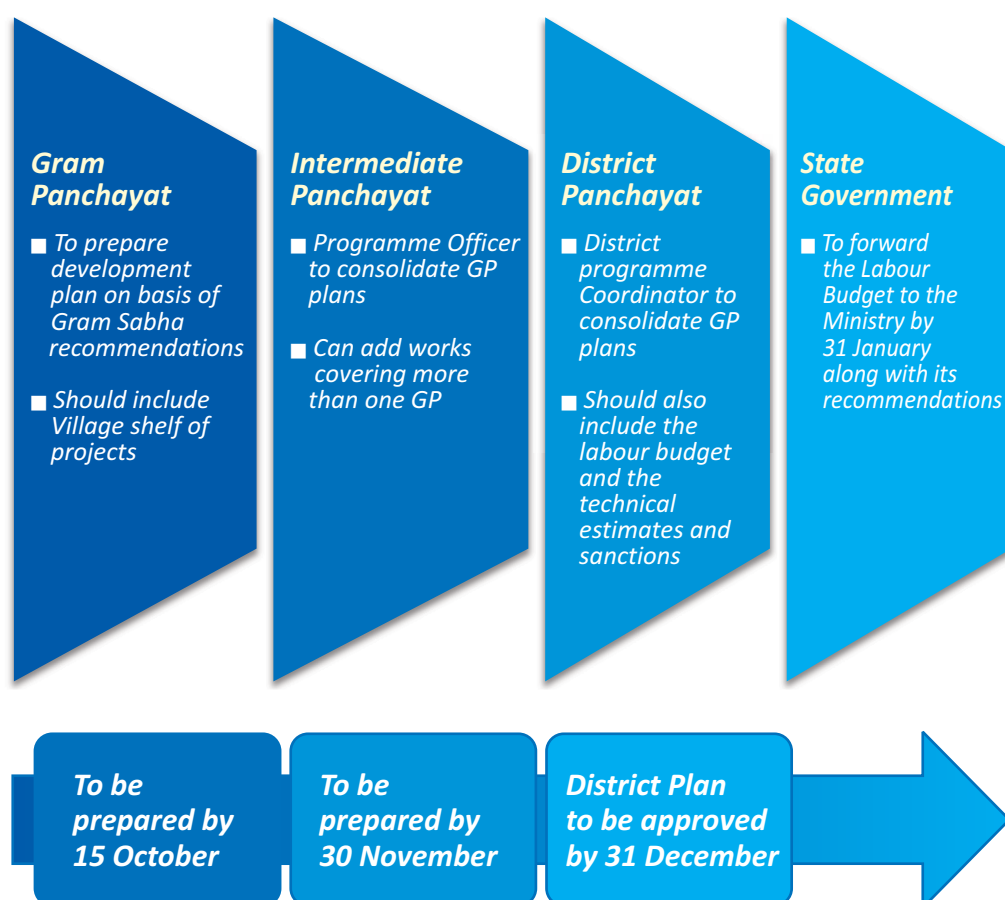 Gram
Panchayat
■ To prepare
development
plan on basis of
Gram Sabha
recommendations
■ Should include
Village shelf of
projects
Intermediate
Panchayat
■ Programme Officer
to consolidate GP
plans
■ Can add works
covering more
than one GP
District
Panchayat
■ District
programme
Coordinator to
consolidate GP
plans
■ Should also
include the
labour budget
and the
technical
estimates and
sanctions
State
Government
■ To forward
the Labour
Budget to the
Ministry by
31 January
along with its
recommendations
To be
prepared by
15 October
To be
prepared by
30 November
District Plan
to be approved
by 31 December